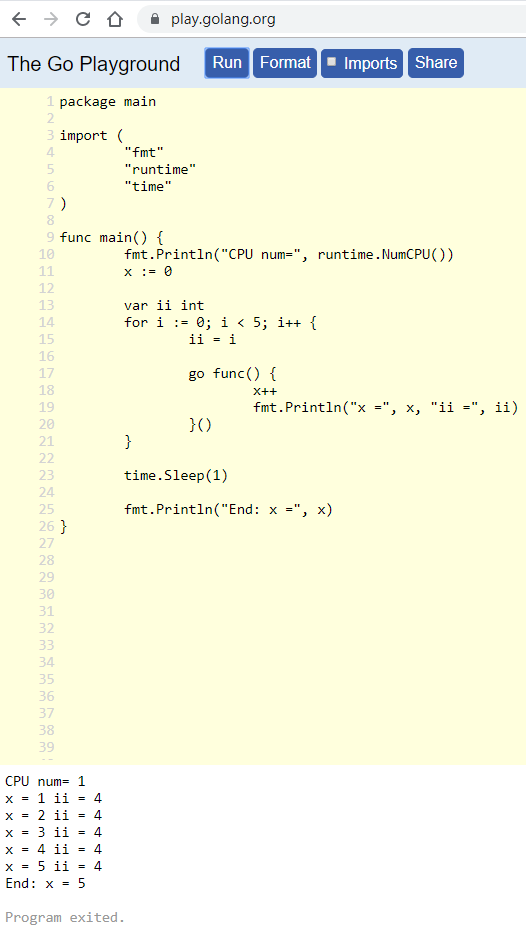 play.golang.org
The Go Playground Run Format Imports Share
1 package main
2
3 import (
4 "fmt"
5 "runtime"
6 "time"
7 )
8
9 func main() {
10 fmt.Println("CPU num=", runtime.NumCPU())
11 x := 0
12
13 var ii int
14 for i := 0; i < 5; i++ {
15 ii = i
16
17 go func() {
18 x++
19 fmt.Println("x =", x, "ii =", ii)
20 }()
21 }
22
23 time.Sleep(1)
24
25 fmt.Println("End: x =", x)
26 }
27
28
29
30
31
32
33
34
35
36
37
38
39
CPU num= 1
x = 1 ii = 4
x = 2 ii = 4
x = 3 ii = 4
x = 4 ii = 4
x = 5 ii = 4
End: x = 5
Program exited.